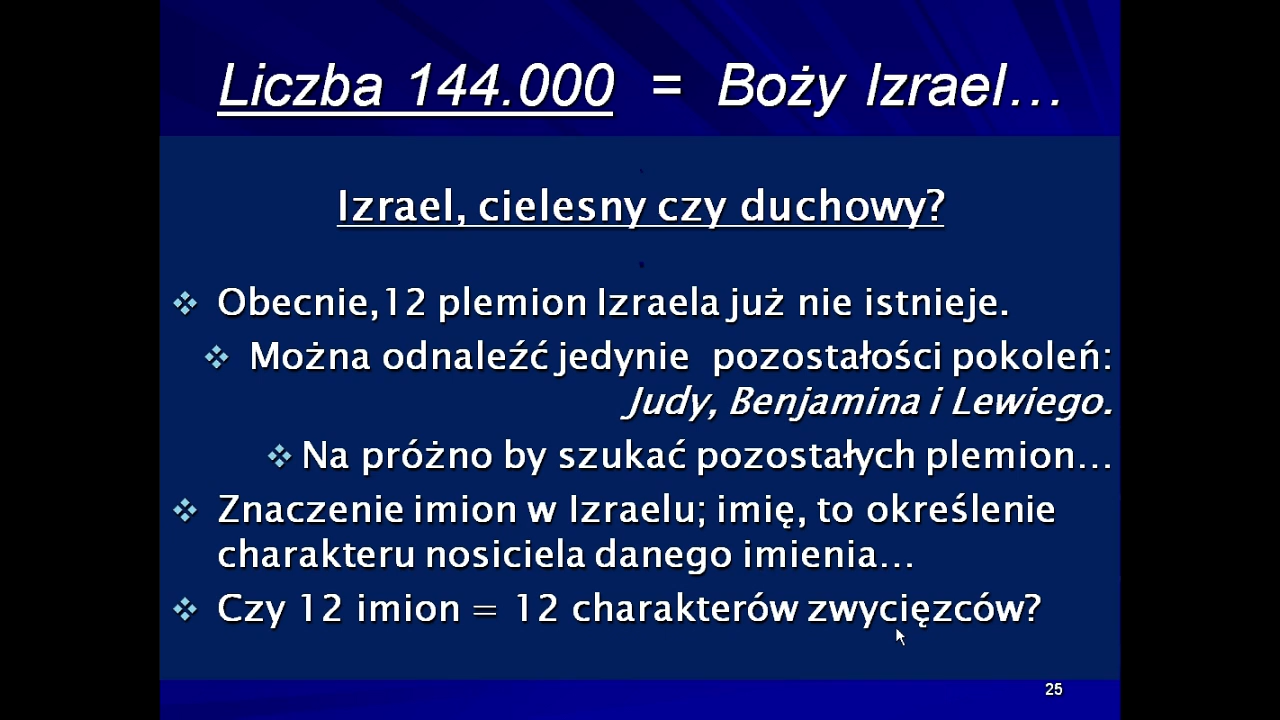 Liczba 144.000 = Boży Izrael…
Izrael, cielesny czy duchowy?
Obecnie,12 plemion Izraela już nie istnieje.
Można odnaleźć jedynie pozostałości pokoleń:
Judy, Benjamina i Lewiego.
Na próżno by szukać pozostałych plemion…
Znaczenie imion w Izraelu; imię, to określenie
charakteru nosiciela danego imienia…
Czy 12 imion = 12 charakterów zwycięzców?
25